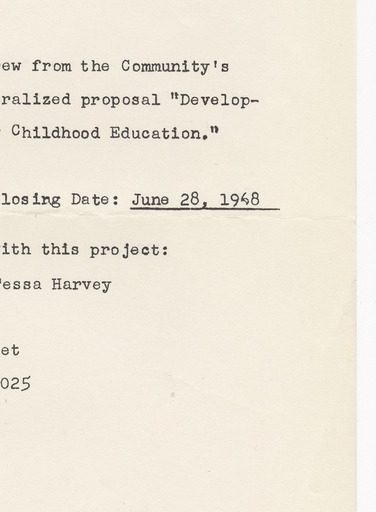 ew from the Community's
ralized proposal "Develop-
Childhood Education."
losing Date: June 28, 1968
ith this project:
essa Harvey
et
025